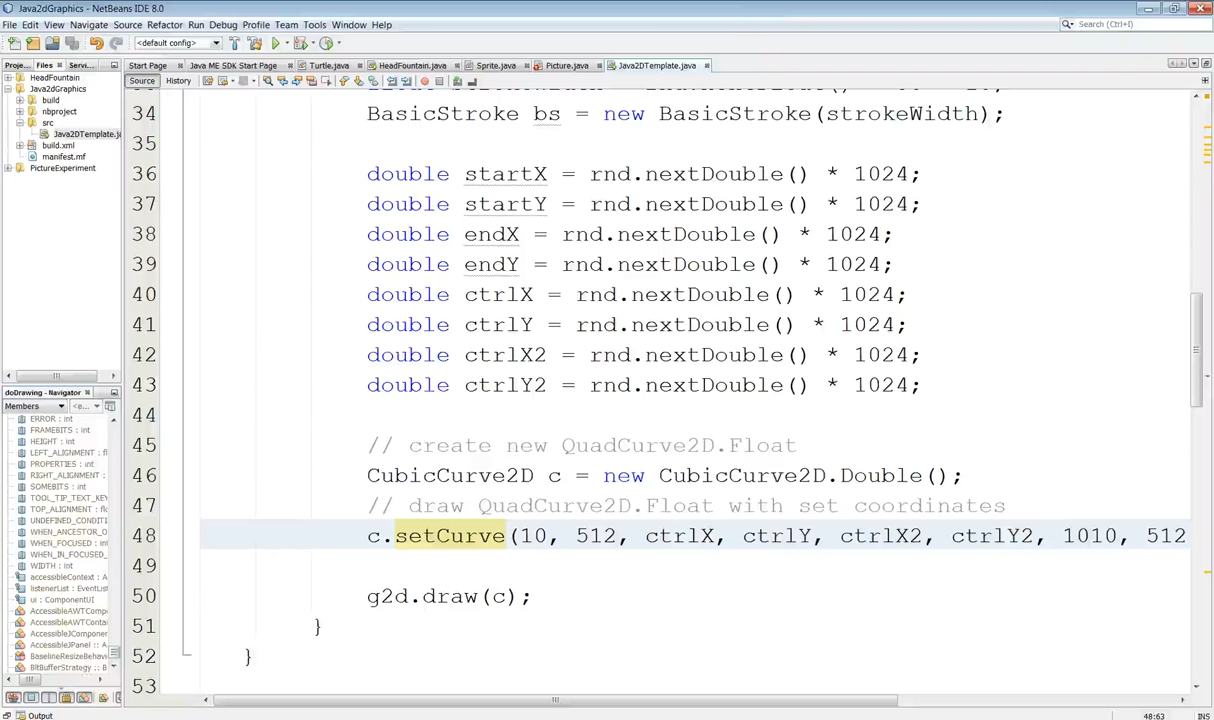 Java2dGraphics - NetBeans IDE 8.0
File Edit View Navigate Source Refactor Run Debug Profile Team Tools Window Help
Search (Ctrl+I)
<default config>
Proje... Files Servi...
Start Page Java ME SDK Start Page Turtle.java HeadFountain.java Sprite.java Picture.java Java2DTemplate.java
Source History
HeadFountain
Java2dGraphics
build
nbproject
src
Java2DTemplate.ja
build.xml
manifest.mf
PictureExperiment
34 BasicStroke bs = new BasicStroke(strokeWidth);
35
36 double startX = rnd.nextDouble() * 1024;
37 double startY = rnd.nextDouble() * 1024;
38 double endX = rnd.nextDouble() * 1024;
39 double endY = rnd.nextDouble() * 1024;
40 double ctrlX = rnd.nextDouble() * 1024;
41 double ctrlY = rnd.nextDouble() * 1024;
42 double ctrlX2 = rnd.nextDouble() * 1024;
43 double ctrlY2 = rnd.nextDouble() * 1024;
44
45 // create new QuadCurve2D.Float
46 CubicCurve2D c = new CubicCurve2D.Double();
47 // draw QuadCurve2D.Float with set coordinates
48 c.setCurve(10, 512, ctrlX, ctrlY, ctrlX2, ctrlY2, 1010, 512
49
50 g2d.draw(c);
51 }
52 }
53
doDrawing - Navigator
Members <e...
ERROR : int
FRAMEBITS : int
HEIGHT : int
LEFT_ALIGNMENT : fl
PROPERTIES : int
RIGHT_ALIGNMENT :
SOMEBITS : int
TOOL_TIP_TEXT_KEY
TOP_ALIGNMENT : flo
UNDEFINED_CONDITI
WHEN_ANCESTOR_O
WHEN_FOCUSED : int
WHEN_IN_FOCUSED_
WIDTH : int
accessibleContext : A
listenerList : EventList
ui : ComponentUI
AccessibleAWTCompo
AccessibleAWTContai
AccessibleJComponen
AccessibleJPanel :: Ac
BaselineResizeBehavi
BltBufferStrategy :: B
Output
48:63 INS